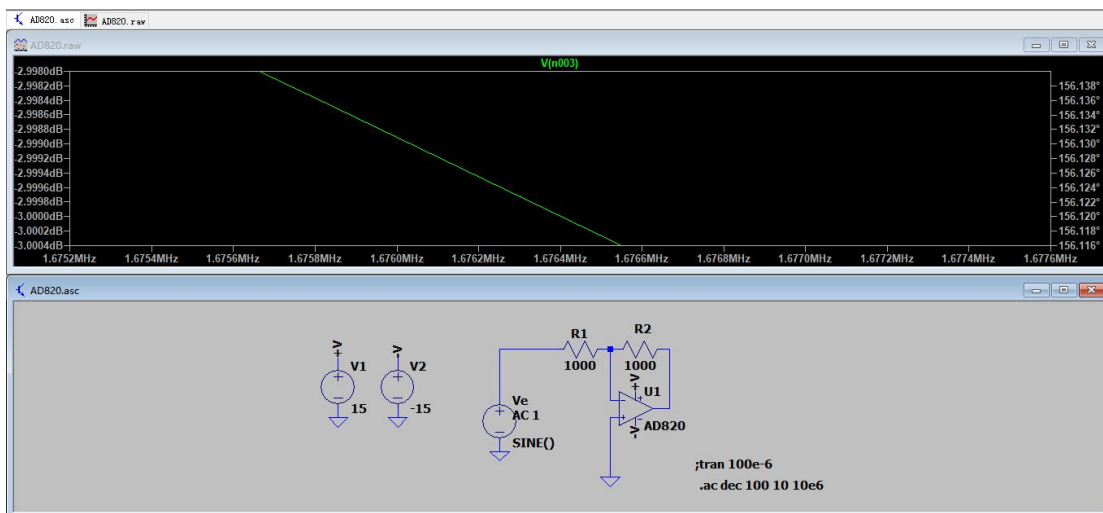 AD820.asc AD820.raw
AD820.raw
V(n003)
-2.9980dB
-2.9982dB
-2.9984dB
-2.9986dB
-2.9988dB
-2.9990dB
-2.9992dB
-2.9994dB
-2.9996dB
-2.9998dB
-3.0000dB
-3.0002dB
-3.0004dB
156.138°
156.136°
156.134°
156.132°
156.130°
156.128°
156.126°
156.124°
156.122°
156.120°
156.118°
156.116°
1.6752MHz 1.6754MHz 1.6756MHz 1.6758MHz 1.6760MHz 1.6762MHz 1.6764MHz 1.6766MHz 1.6768MHz 1.6770MHz 1.6772MHz 1.6774MHz 1.6776MHz
AD820.asc
+V
V1
15
-V
V2
-15
Ve
AC 1
SINE()
R1
1000
R2
1000
+V
U1
AD820
-V
;tran 100e-6
.ac dec 100 10 10e6